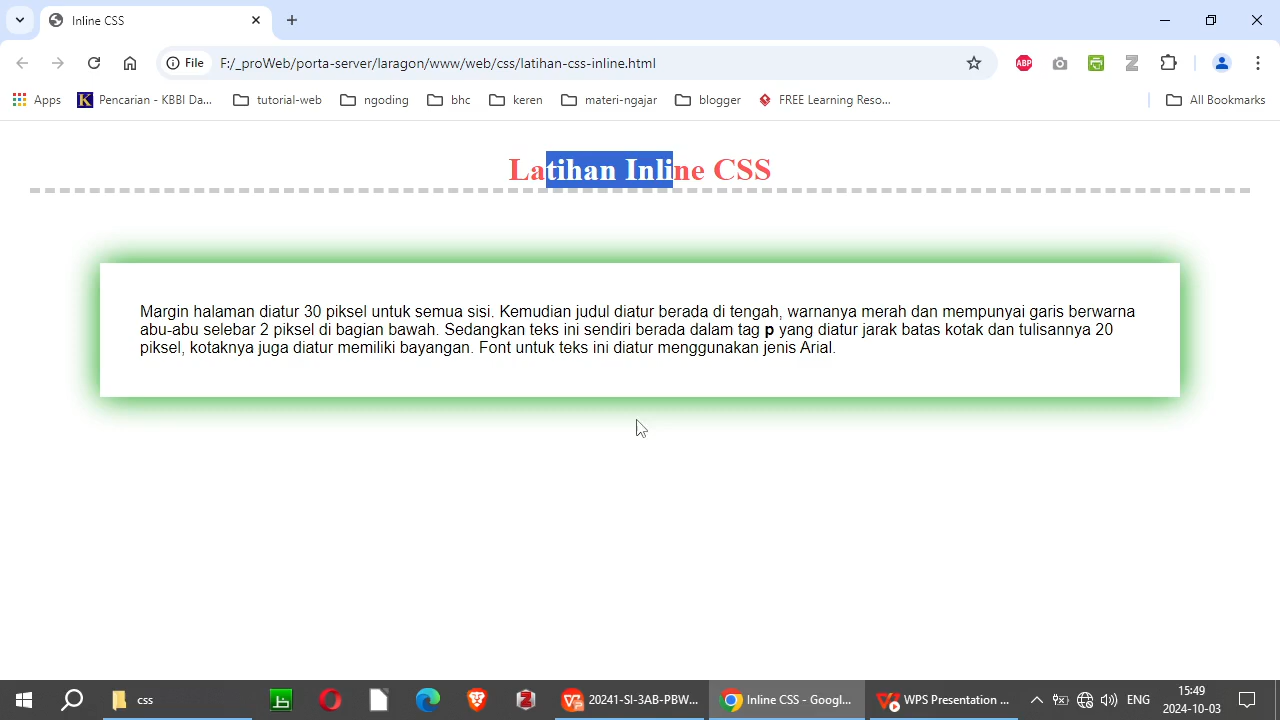 Inline CSS
File
F:/_proWeb/porta-server/laragon/www/web/css/latihan-css-inline.html
ABP
Z
Apps
K
Pencarian - KBBI Da...
tutorial-web
ngoding
bhc
keren
materi-ngajar
blogger
FREE Learning Reso...
All Bookmarks
Latihan Inline CSS
Margin halaman diatur 30 piksel untuk semua sisi. Kemudian judul diatur berada di tengah, warnanya merah dan mempunyai garis berwarna
abu-abu selebar 2 piksel di bagian bawah. Sedangkan teks ini sendiri berada dalam tag p yang diatur jarak batas kotak dan tulisannya 20
piksel, kotaknya juga diatur memiliki bayangan. Font untuk teks ini diatur menggunakan jenis Arial.
css
Z
20241-SI-3AB-PBW...
Inline CSS - Googl...
WPS Presentation ...
ENG
15:49
2024-10-03